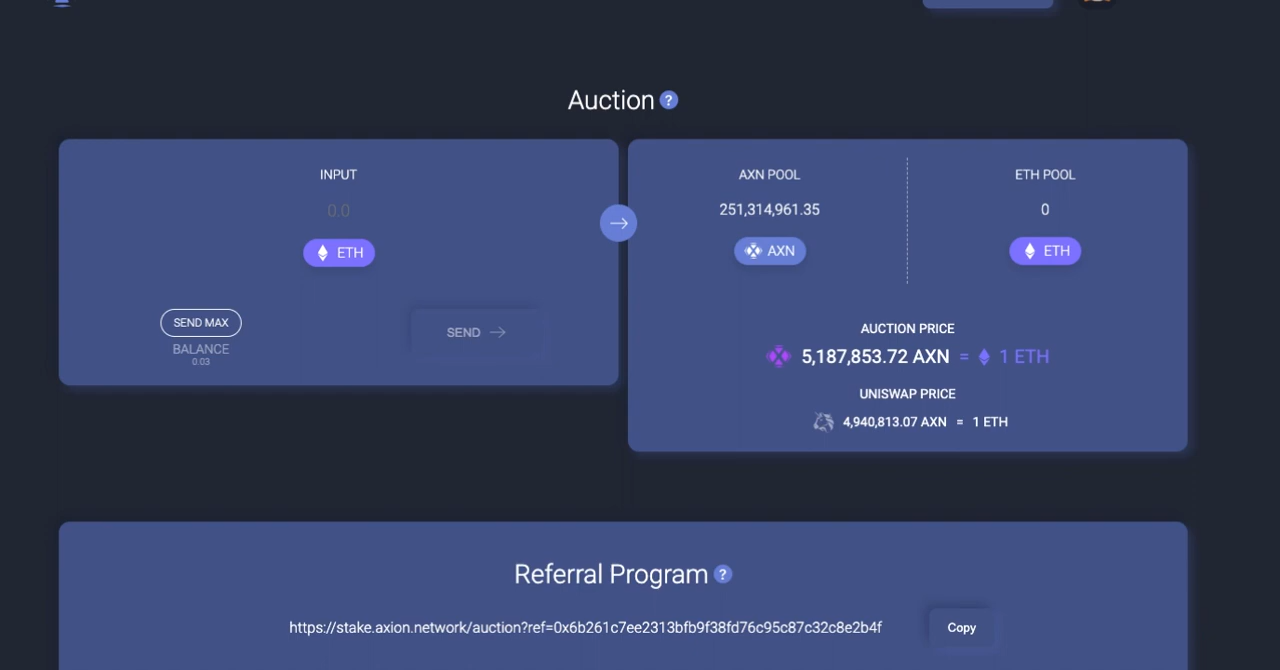 Auction ?
INPUT
0.0
ETH
SEND MAX
BALANCE
0.03
SEND →
→
AXN POOL
251,314,961.35
AXN
ETH POOL
0
ETH
AUCTION PRICE
5,187,853.72 AXN = 1 ETH
UNISWAP PRICE
4,940,813.07 AXN = 1 ETH
Referral Program ?
https://stake.axion.network/auction?ref=0x6b261c7ee2313bfb9f38fd76c95c87c32c8e2b4f
Copy